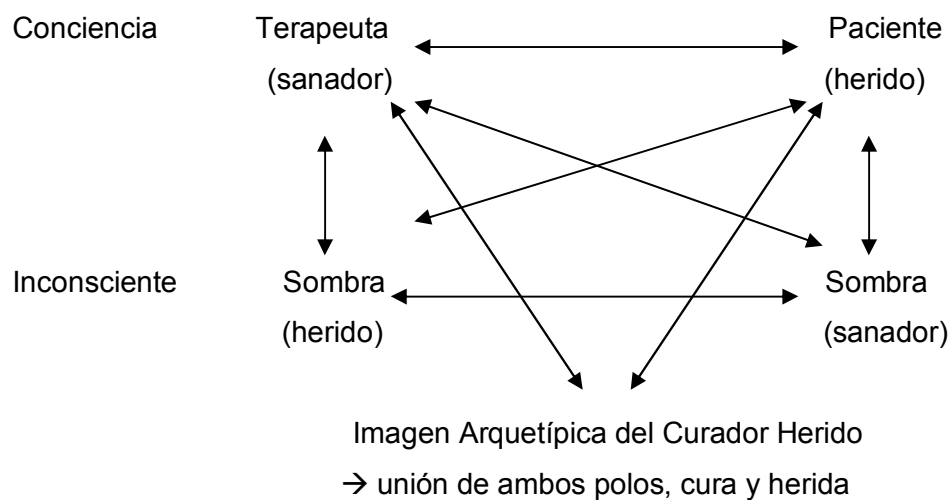 Conciencia Terapeuta Paciente
(sanador) (herido)
Inconsciente Sombra Sombra
(herido) (sanador)
Imagen Arquetípica del Curador Herido
→ unión de ambos polos, cura y herida